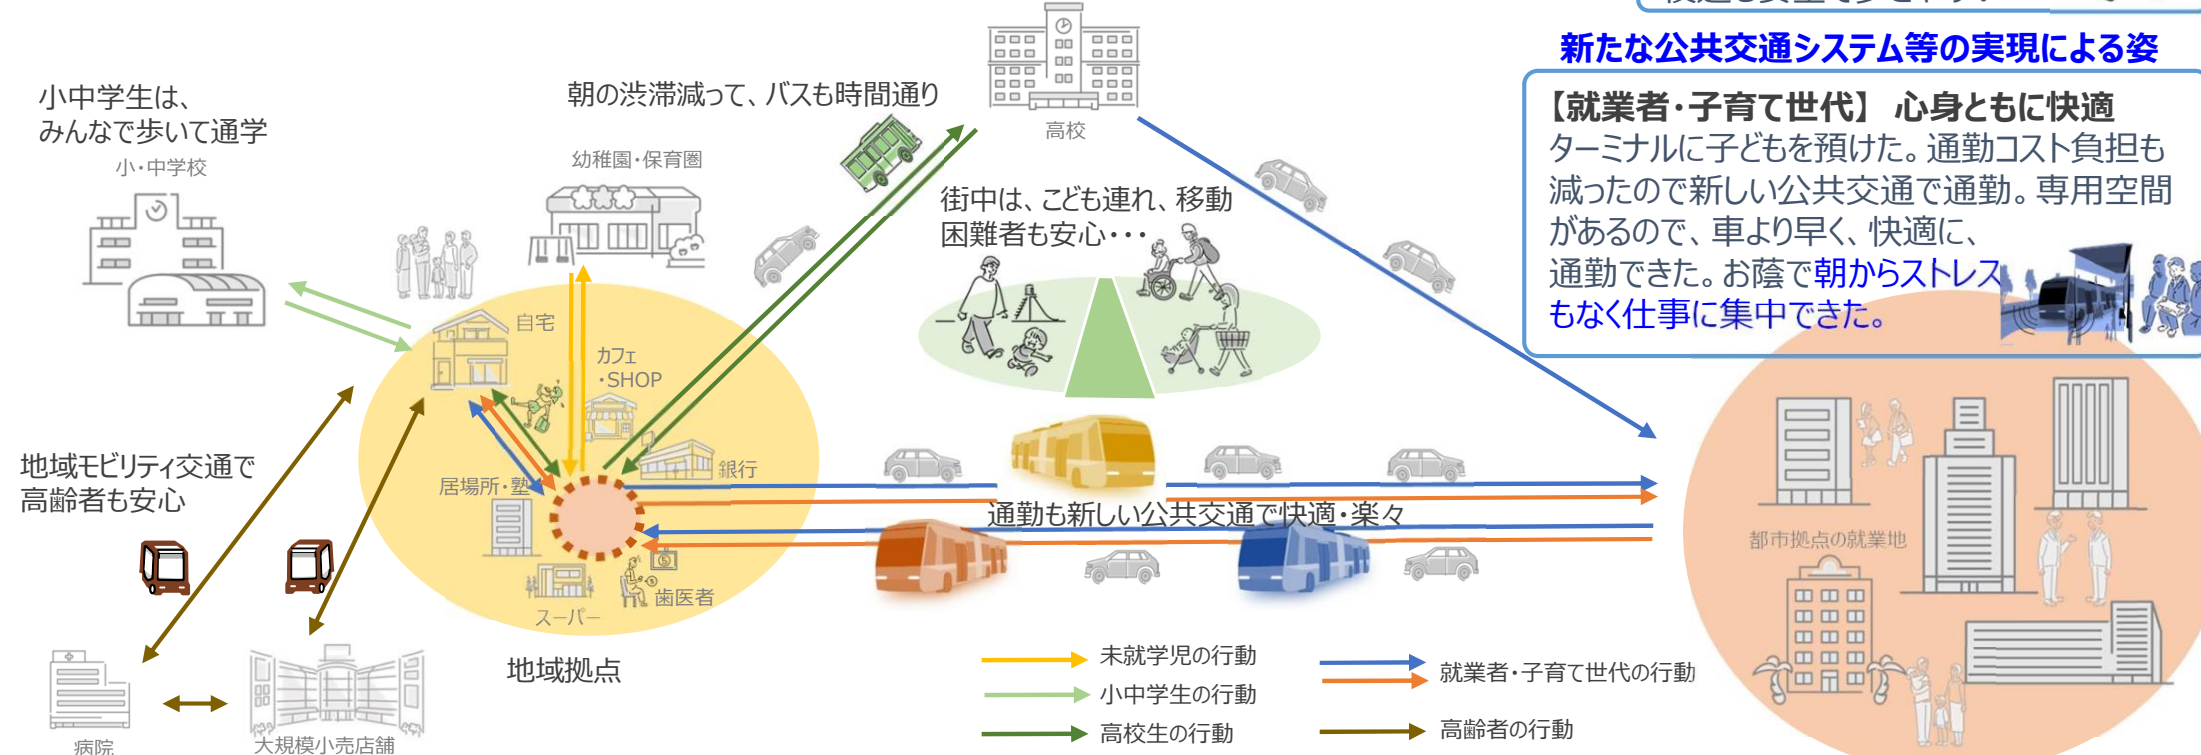 新たな公共交通システム等の実現による姿
【就業者・子育て世代】 心身ともに快適
ターミナルに子どもを預けた。通勤コスト負担も
減ったので新しい公共交通で通勤。専用空間
があるので、車より早く、快適に、
通勤できた。お蔭で朝からストレス
もなく仕事に集中できた。
小中学生は、
みんなで歩いて通学
小・中学校
朝の渋滞減って、バスも時間通り
高校
幼稚園・保育圏
街中は、こども連れ、移動
困難者も安心・・・
自宅
カフェ
・SHOP
銀行
居場所・塾
歯医者
スーパー
地域モビリティ交通で
高齢者も安心
通勤も新しい公共交通で快適・楽々
都市拠点の就業地
地域拠点
病院
大規模小売店舗
未就学児の行動
小中学生の行動
高校生の行動
就業者・子育て世代の行動
高齢者の行動